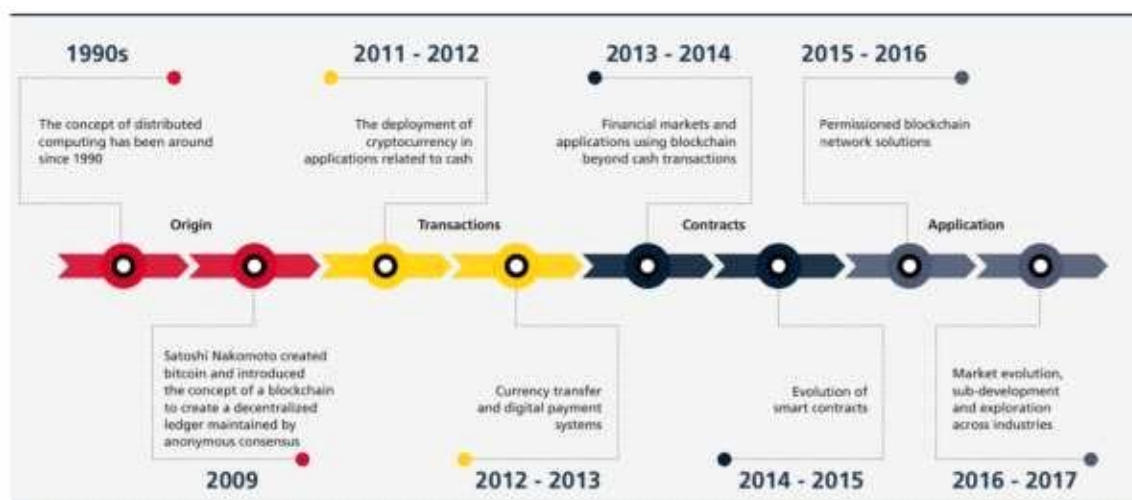 1990s
The concept of distributed
computing has been around
since 1990
2011 - 2012
The deployment of
cryptocurrency in
applications related to cash
2013 - 2014
Financial markets and
applications using blockchain
beyond cash transactions
2015 - 2016
Permissioned blockchain
network solutions
Origin
Transactions
Contracts
Application
Satoshi Nakomoto created
bitcoin and introduced
the concept of a blockchain
to create a decentralized
ledger maintained by
anonymous consensus
2009
Currency transfer
and digital payment
systems
2012 - 2013
Evolution of
smart contracts
2014 - 2015
Market evolution,
sub-development
and exploration
across industries
2016 - 2017